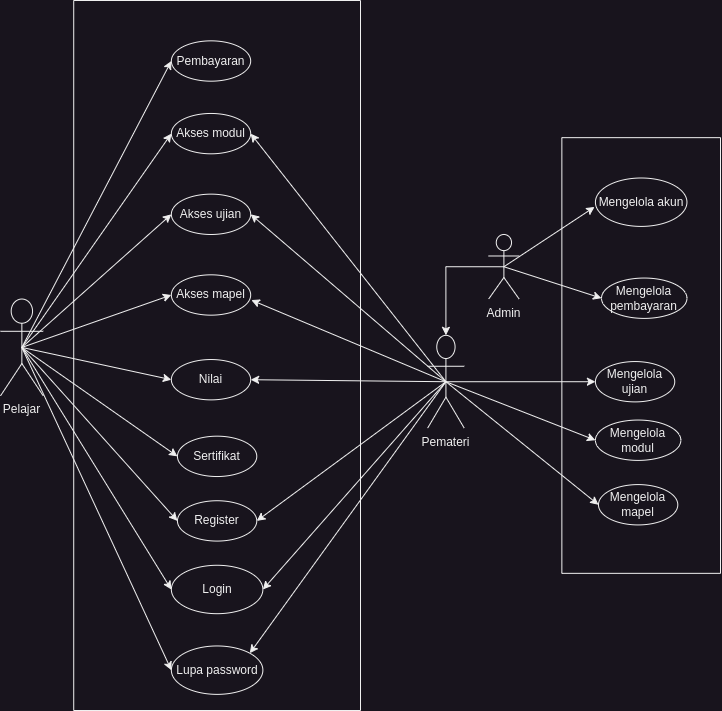 Pembayaran
Akses modul
Akses ujian
Akses mapel
Nilai
Sertifikat
Register
Login
Lupa password
Pelajar
Admin
Pemateri
Mengelola akun
Mengelola
pembayaran
Mengelola
ujian
Mengelola
modul
Mengelola
mapel